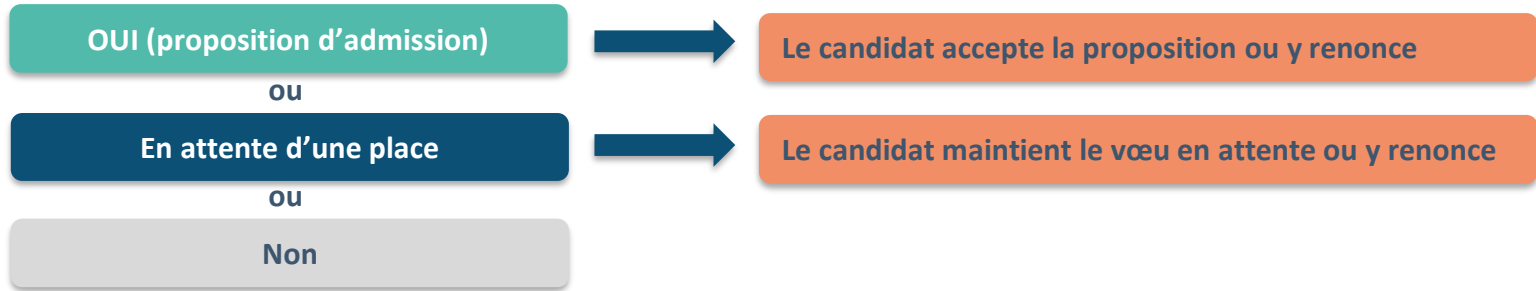 OUI (proposition d’admission)
Le candidat accepte la proposition ou y renonce
ou
En attente d’une place
Le candidat maintient le vœu en attente ou y renonce
ou
Non